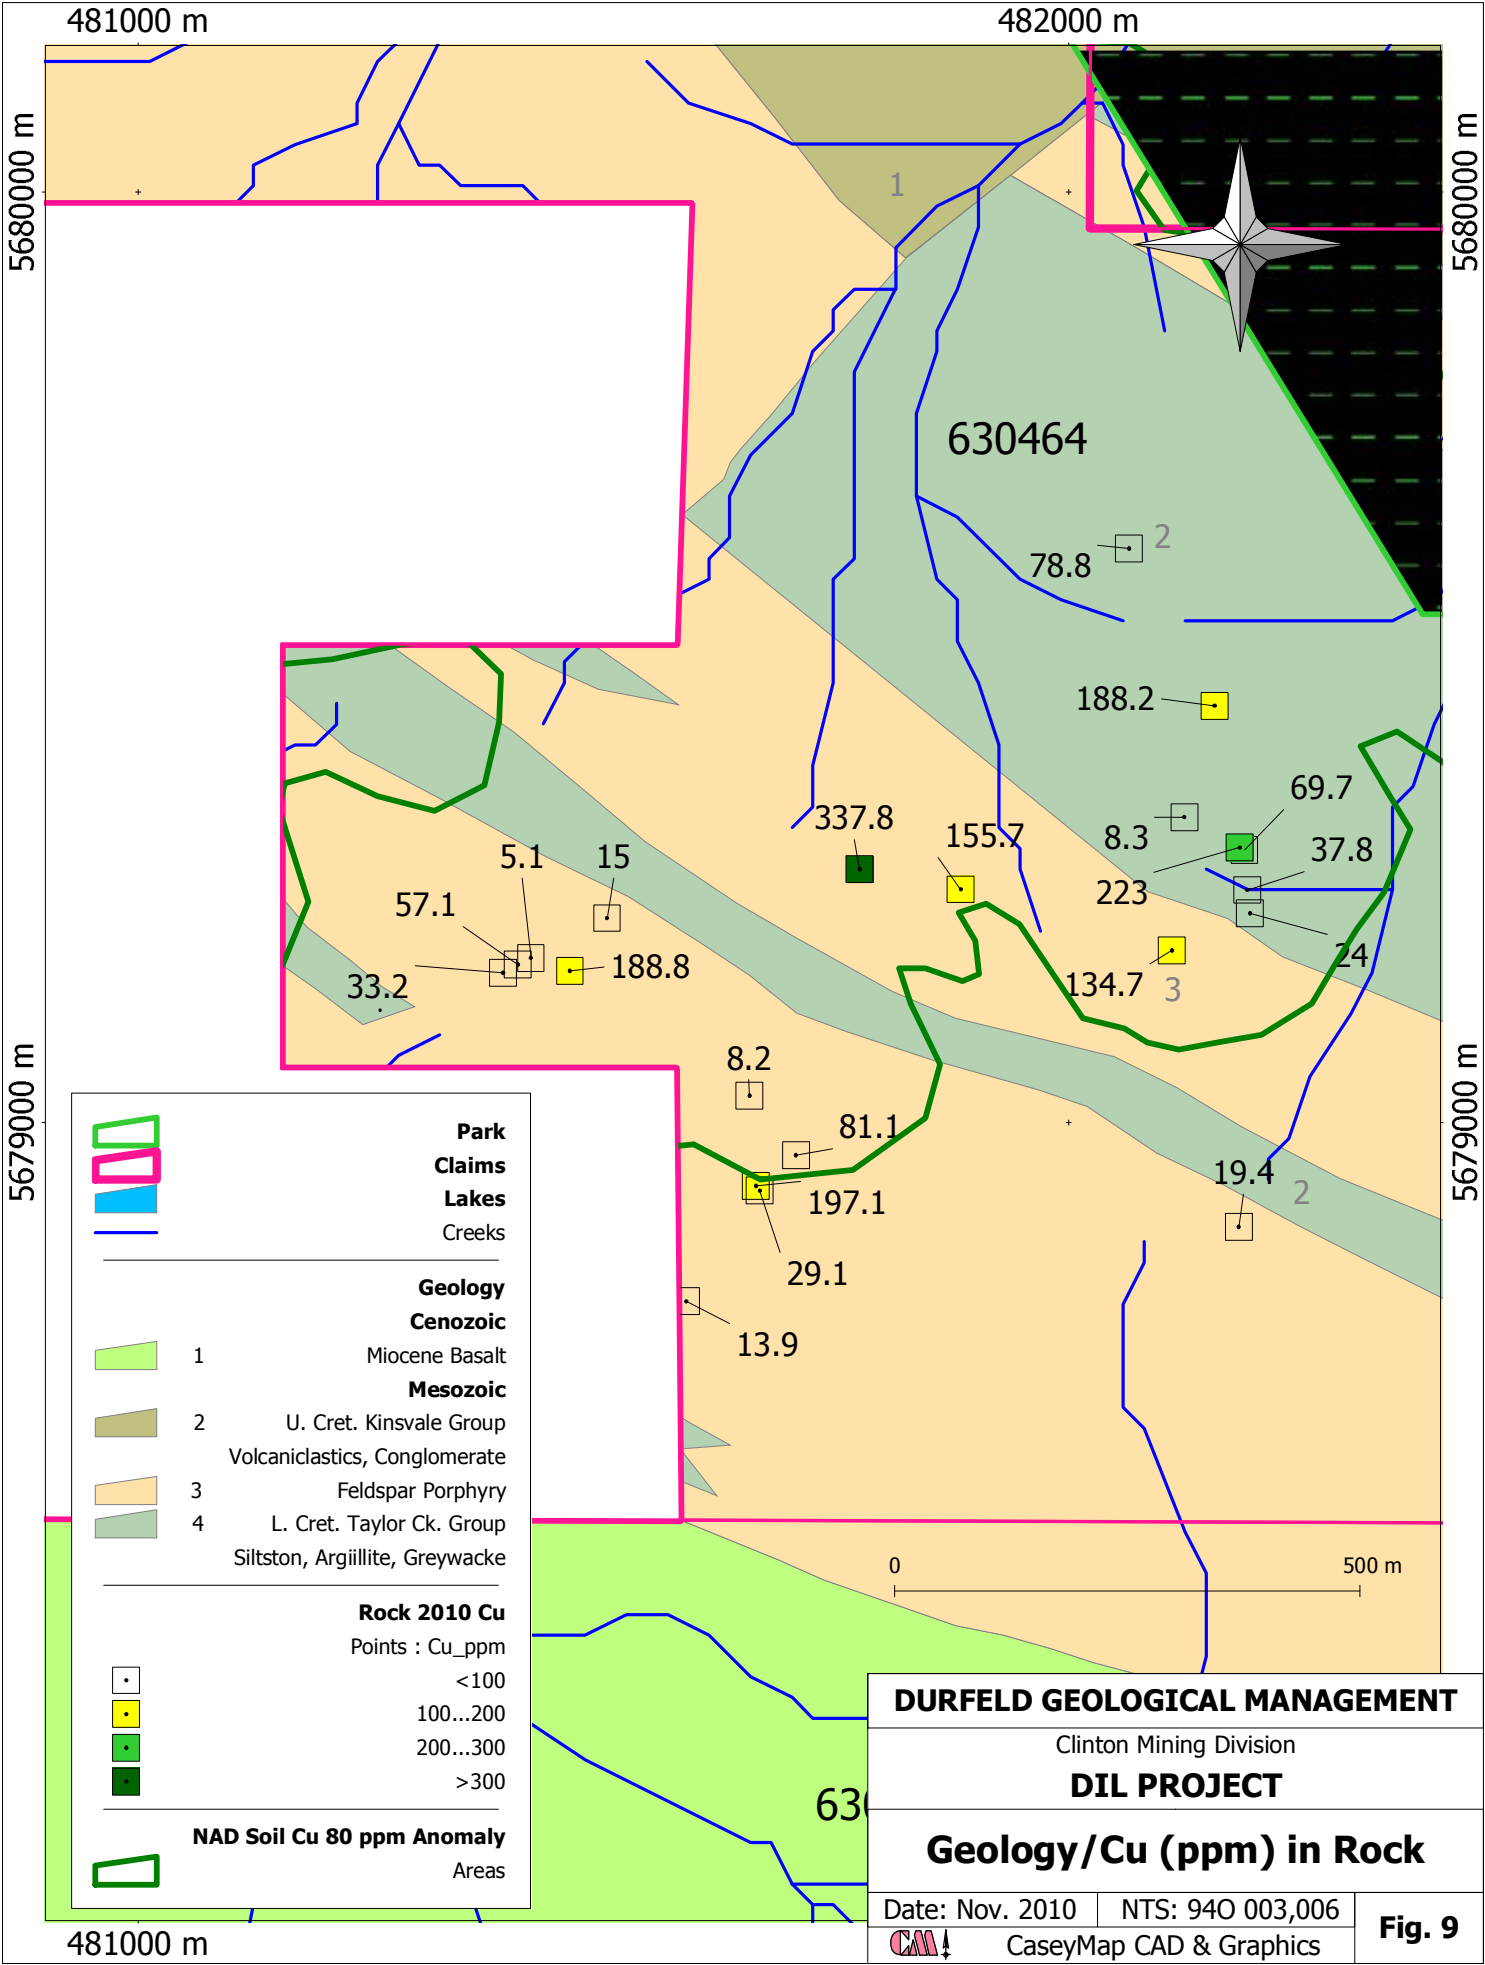 481000 m 482000 m
5680000 m 5680000 m
1
630464
2
78.8
188.2
69.7
337.8 155.7 8.3 37.8
5.1 15
223
57.1
24
188.8
33.2 134.7 3
5679000 m 5679000 m
8.2
81.1
19.4 2
197.1
29.1
13.9
Park
Claims
Lakes
Creeks
Geology
Cenozoic
1 Miocene Basalt
Mesozoic
2 U. Cret. Kinsvale Group
Volcaniclastics, Conglomerate
3 Feldspar Porphyry
4 L. Cret. Taylor Ck. Group
Siltston, Argiillite, Greywacke
Rock 2010 Cu
Points : Cu_ppm
<100
100...200
200...300
>300
NAD Soil Cu 80 ppm Anomaly
Areas
0 500 m
DURFELD GEOLOGICAL MANAGEMENT
Clinton Mining Division
DIL PROJECT
Geology/Cu (ppm) in Rock
Date: Nov. 2010 NTS: 94O 003,006
Fig. 9
CM CaseyMap CAD & Graphics
481000 m